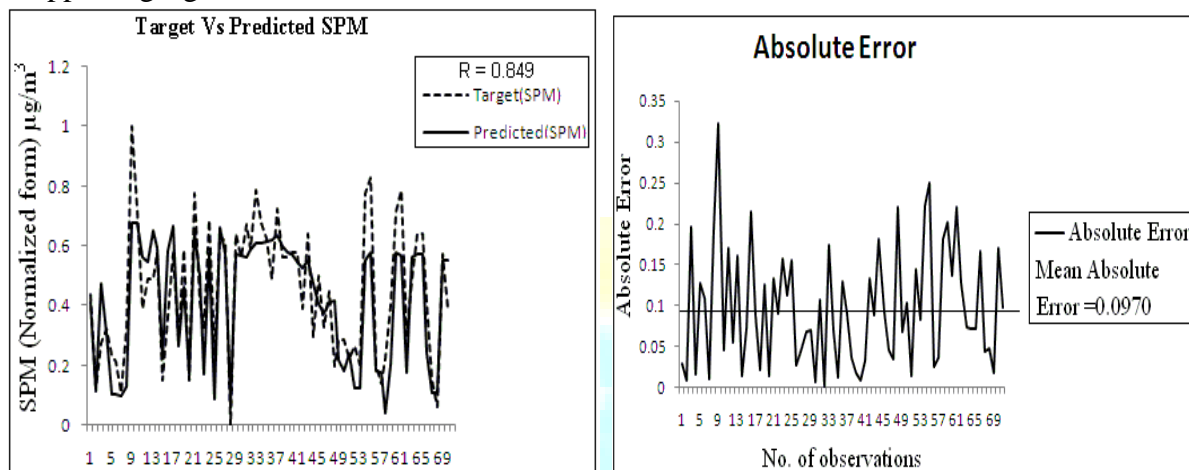 Target Vs Predicted SPM
SPM (Normalized form) µg/m³
1.2
1
0.8
0.6
0.4
0.2
0
R = 0.849
Target(SPM)
Predicted(SPM)
1 5 9 13 17 21 25 29 33 37 41 45 49 53 57 61 65 69
Absolute Error
Absolute Error
0.35
0.3
0.25
0.2
0.15
0.1
0.05
0
1 5 9 13 17 21 25 29 33 37 41 45 49 53 57 61 65 69
No. of observations
Absolute Error
Mean Absolute
Error =0.0970